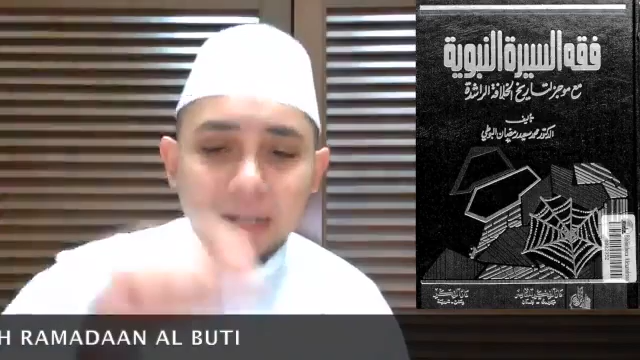 فقه السيرة النبوية
مع موجز لتاريخ الخلافة الراشدة
تأليف
الدكتور محمد سعيد رمضان البوطي
H RAMADAAN AL BUTI